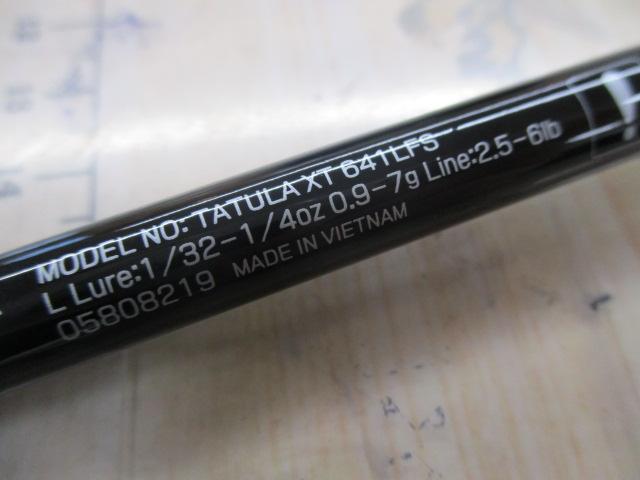 MODEL NO: TATULA XT 641LFS
L Lure:1/32-1/4oz 0.9-7g Line:2.5-6lb
05808219 MADE IN VIETNAM